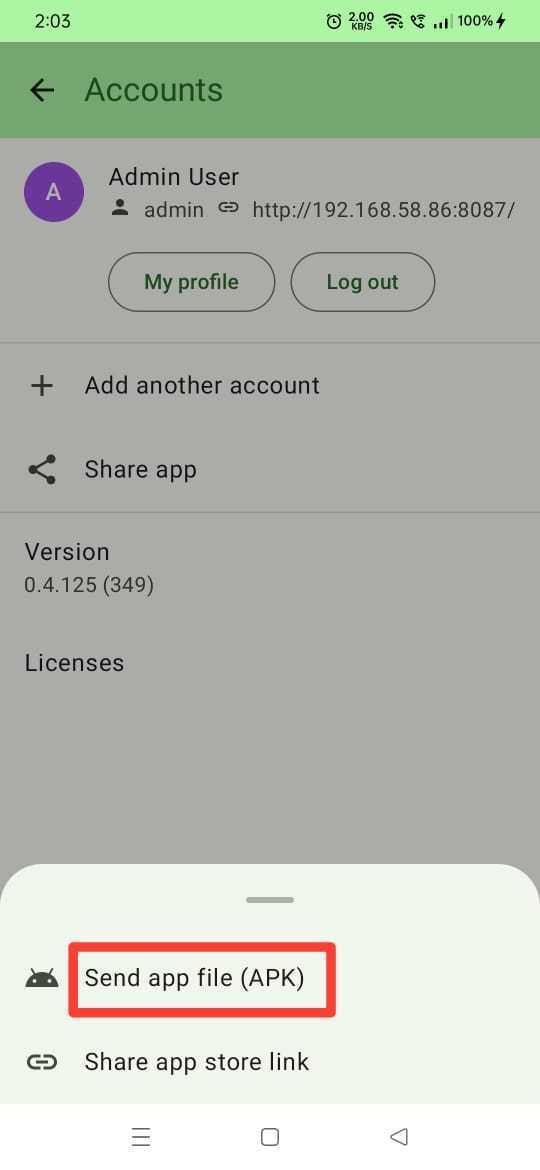 2:03 2.00 KB/S 100%
Accounts
A
Admin User
admin http://192.168.58.86:8087/
My profile Log out
Add another account
Share app
Version
0.4.125 (349)
Licenses
Send app file (APK)
Share app store link